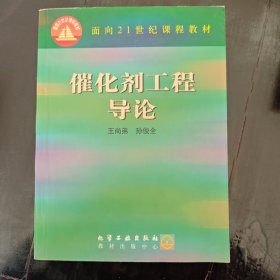 面向21世纪课程教材
催化剂工程
导论
王尚弟 孙俊全
化学工业出版社
教材出版中心